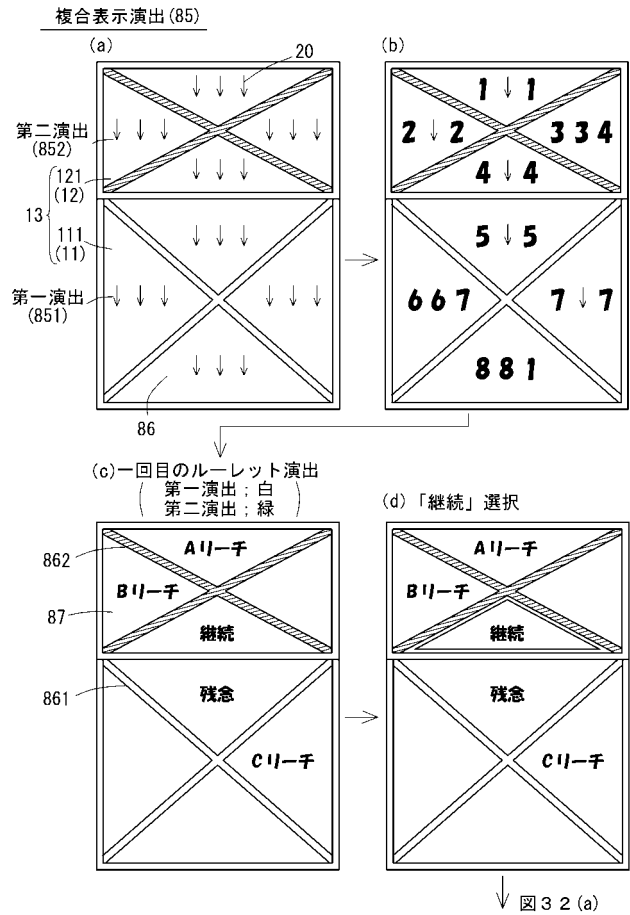 複合表示演出(85)
(a)
20
(b)
第二演出
(852)
121
(12)
13
111
(11)
第一演出
(851)
86
1 ↓ 1
2 ↓ 2
3 3 4
4 ↓ 4
5 ↓ 5
6 6 7
7 ↓ 7
8 8 1
(c)一回目のルーレット演出
(第一演出；白
第二演出；緑)
(d)「継続」選択
862
Aリーチ
Bリーチ
87
継続
861
残念
Cリーチ
Aリーチ
Bリーチ
継続
残念
Cリーチ
図３２(a)